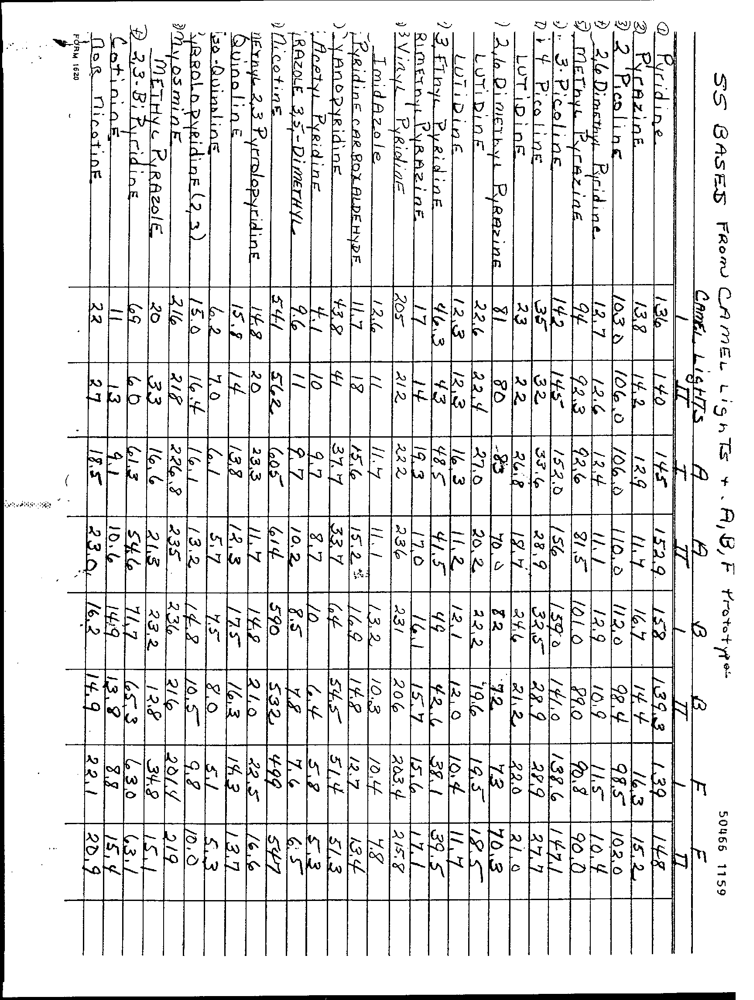 SS BASES FROM CAMEL LIGHTS + . A, B, F Prototypes
50466 1159
CAMEL LIGHTS A A B B F F
I II I II I II I II
① Pyridine 136 140 145 152.9 158 139.3 139 148
② PYRAZINE 13.8 14.2 12.9 11.7 16.7 14.4 16.3 15.2
③ 2 Picoline 103.0 106.0 106.0 110.0 112.0 98.4 98.5 102.0
④ 2,6 Dimethyl Pyridine 12.7 12.6 12.4 11.1 12.9 10.9 11.5 10.4
⑤ METHYL PYRAZINE 94 92.3 92.6 81.5 101.0 89.0 90.8 90.0
3-Picoline 142 145 152.0 156 159.0 141.0 138.6 147.1
4 Picoline 35 32 33.6 28.9 32.5 28.9 28.9 27.7
LUTIDINE 23 22 26.8 18.7 24.6 21.2 22.0 21.0
2,6 DIMETHYL PYRAZINE 81 80 83 70.0 82 72 73 70.3
LUTIDINE 22.6 22.4 27.0 20.2 22.2 19.6 19.5 18.5
LUTIDINE 12.3 12.3 16.3 11.2 12.1 12.0 10.4 11.7
3 ETHYL PYRIDINE 46.3 43 48.5 41.5 49 42.6 38.1 39.5
RIMETHYL PYRAZINE 17 14 19.3 17.0 16.1 15.7 15.6 17.1
3 VINYL PYRIDINE 205 212 222 236 231 206 203.4 215.8
Imidazole 12.6 11 11.7 11.1 13.2 10.3 10.4 7.8
PYRIDINE CARBOXALDEHYDE 11.7 18 15.6 15.2 16.9 14.8 12.7 13.4
YANOPYRIDINE 43.8 41 37.7 33.7 64 54.5 51.4 51.3
Acetyl Pyridine 4.1 10 9.7 8.7 10 6.4 5.8 5.3
RAZOLE 3,5-DIMETHYL 9.6 11 9.7 10.2 8.5 7.8 7.6 6.5
Nicotine 541 562 605 614 590 532 499 547
METHYL 2,3 Pyrrolopyridine 14.8 20 23.3 11.7 14.8 21.0 22.5 16.6
QUINOLINE 15.8 14 13.8 12.3 17.5 16.3 14.3 13.7
iso-Quinoline 6.2 7.0 6.1 5.7 7.5 8.0 5.1 5.3
YRROLO PYRIDINE (2,3) 15.0 16.4 16.1 13.2 14.8 10.5 9.8 10.0
MYOSMINE 216 218 226.8 235 236 216 201.4 219
METHYL PYRAZOLE 20 33 16.6 21.3 23.2 12.8 34.8 15.1
2,3-BiPyridine 69 60 61.3 54.6 71.7 65.3 63.0 63.1
Cotinine 11 13 9.1 10.6 14.9 13.8 8.8 15.4
NOR NICOTINE 22 27 18.5 23.0 16.2 14.9 22.1 20.9
FORM 1620